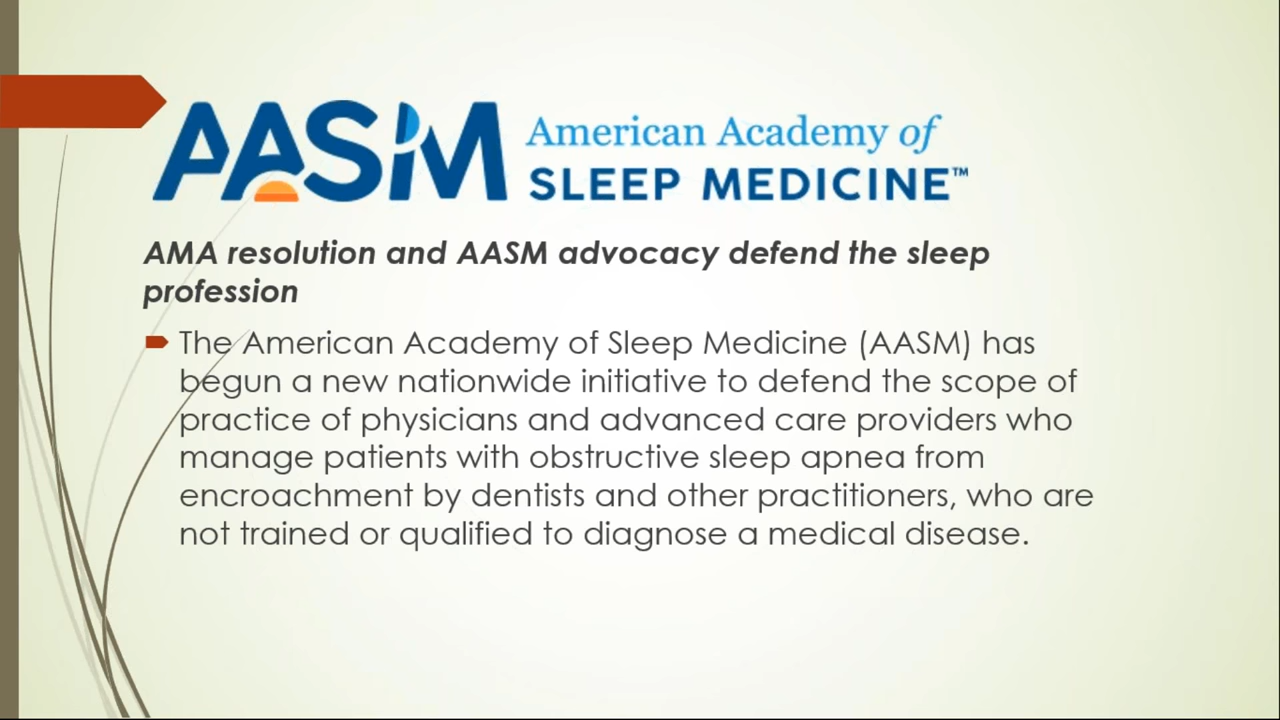 AASM American Academy of
SLEEP MEDICINE™
AMA resolution and AASM advocacy defend the sleep
profession
The American Academy of Sleep Medicine (AASM) has
begun a new nationwide initiative to defend the scope of
practice of physicians and advanced care providers who
manage patients with obstructive sleep apnea from
encroachment by dentists and other practitioners, who are
not trained or qualified to diagnose a medical disease.